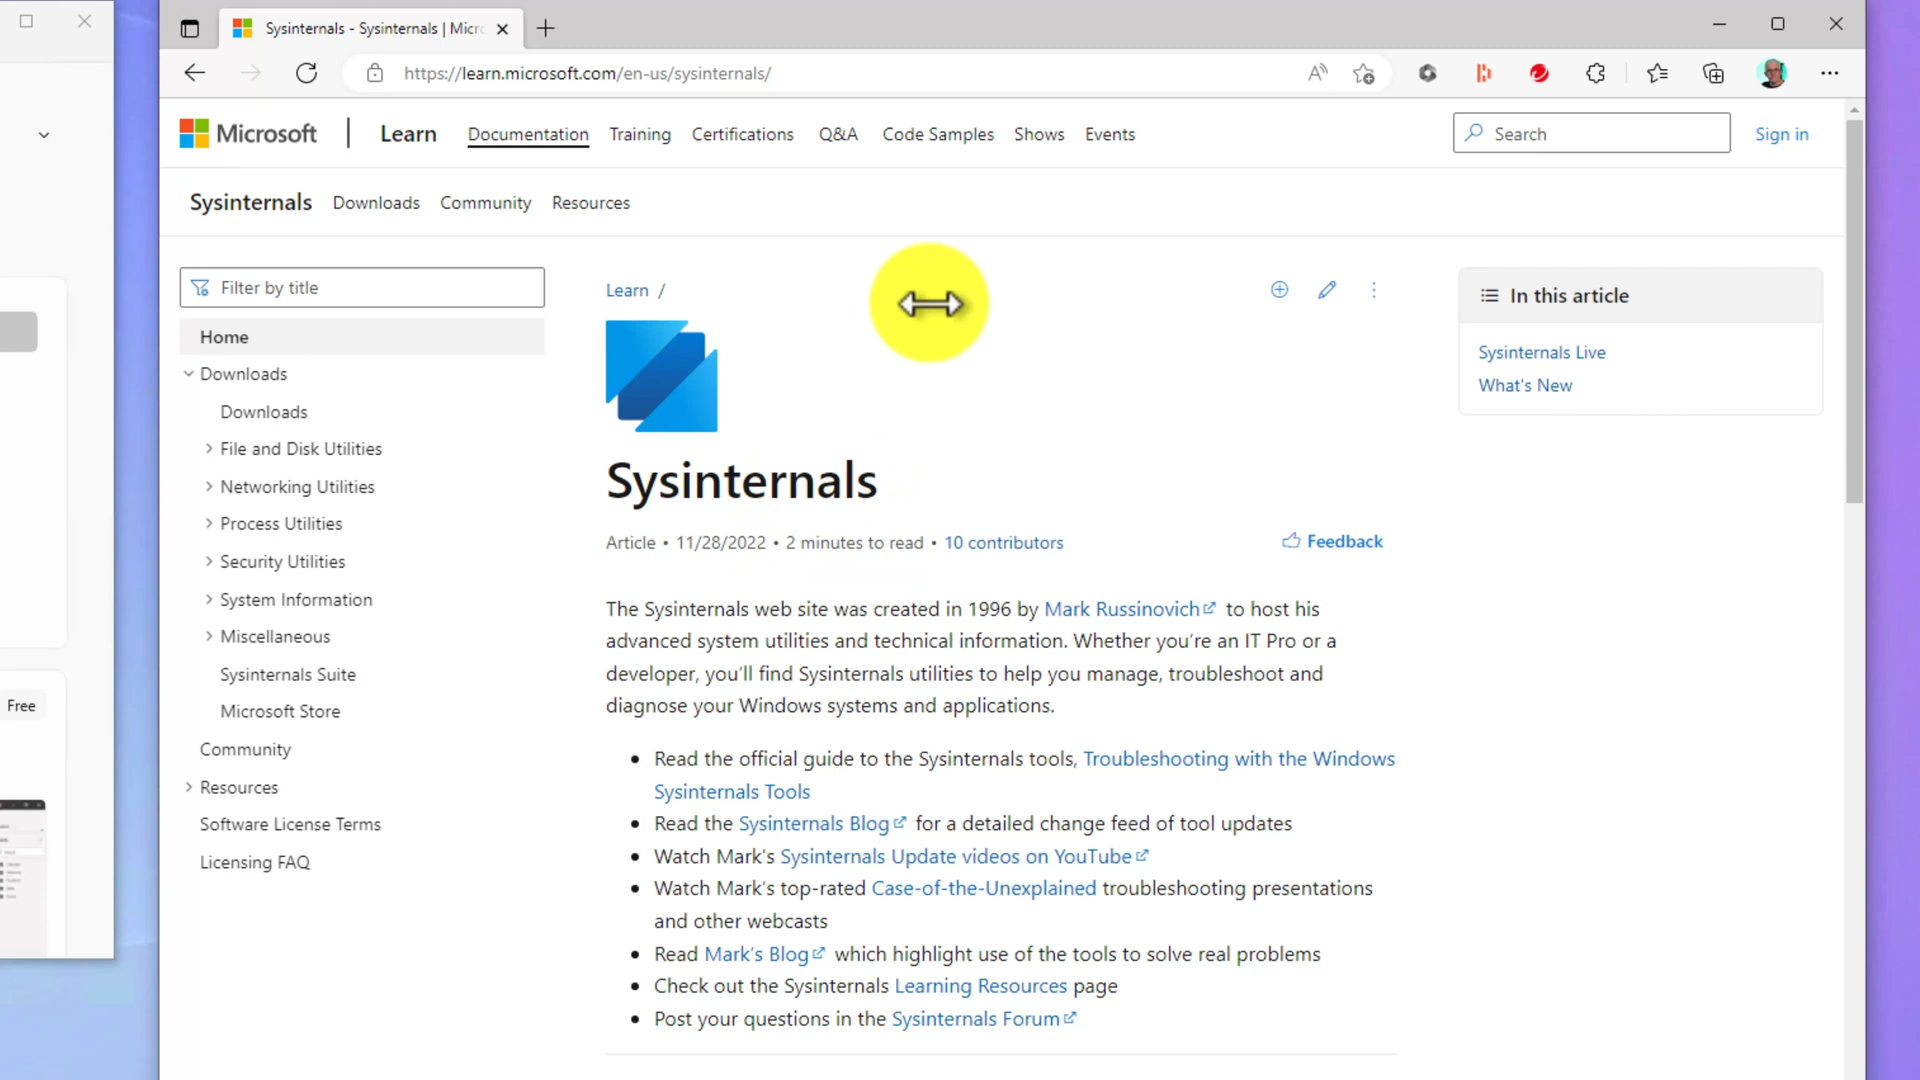 Sysinternals - Sysinternals | Micr
https://learn.microsoft.com/en-us/sysinternals/
Microsoft
Learn Documentation Training Certifications Q&A Code Samples Shows Events
Search
Sign in
Sysinternals Downloads Community Resources
Filter by title
Home
Downloads
Downloads
File and Disk Utilities
Networking Utilities
Process Utilities
Security Utilities
System Information
Miscellaneous
Sysinternals Suite
Microsoft Store
Community
Resources
Software License Terms
Licensing FAQ
Free
Learn /
Sysinternals
Article • 11/28/2022 • 2 minutes to read • 10 contributors
Feedback
The Sysinternals web site was created in 1996 by Mark Russinovich to host his
advanced system utilities and technical information. Whether you're an IT Pro or a
developer, you'll find Sysinternals utilities to help you manage, troubleshoot and
diagnose your Windows systems and applications.
• Read the official guide to the Sysinternals tools, Troubleshooting with the Windows
Sysinternals Tools
• Read the Sysinternals Blog for a detailed change feed of tool updates
• Watch Mark's Sysinternals Update videos on YouTube
• Watch Mark's top-rated Case-of-the-Unexplained troubleshooting presentations
and other webcasts
• Read Mark's Blog which highlight use of the tools to solve real problems
• Check out the Sysinternals Learning Resources page
• Post your questions in the Sysinternals Forum
In this article
Sysinternals Live
What's New